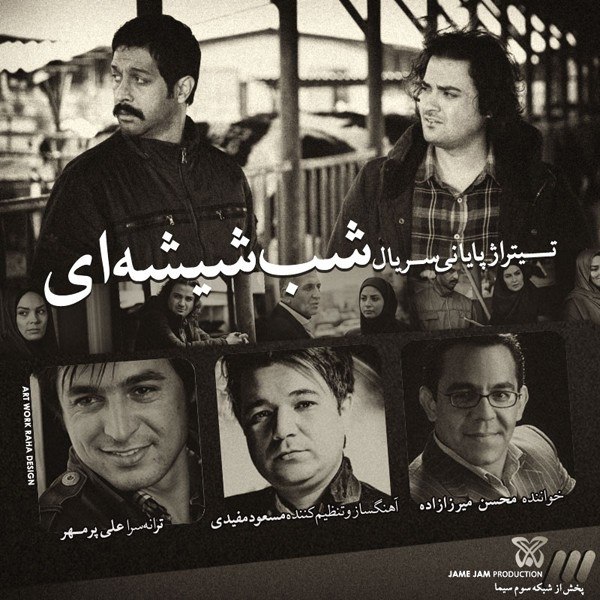 تیتراژ پایانی سریال شب شیشه‌ای
خواننده محسن میرزازاده
آهنگساز و تنظیم کننده مسعود مفیدی
ترانه‌سرا علی پرمهر
ART WORK RAHA DESIGN
JAME JAM PRODUCTION
پخش از شبکه سوم سیما